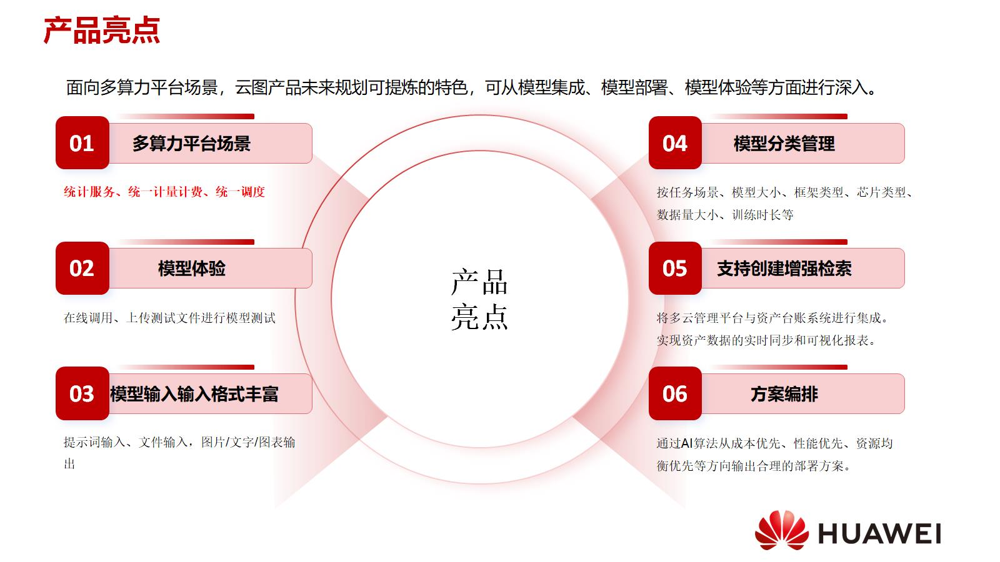 产品亮点
面向多算力平台场景，云图产品未来规划可提炼的特色，可从模型集成、模型部署、模型体验等方面进行深入。
01
多算力平台场景
统计服务、统一计量计费、统一调度
02
模型体验
在线调用、上传测试文件进行模型测试
03
模型输入输入格式丰富
提示词输入、文件输入，图片/文字/图表输
出
产品
亮点
04
模型分类管理
按任务场景、模型大小、框架类型、芯片类型、
数据量大小、训练时长等
05
支持创建增强检索
将多云管理平台与资产台账系统进行集成。
实现资产数据的实时同步和可视化报表。
06
方案编排
通过AI算法从成本优先、性能优先、资源均
衡优先等方向输出合理的部署方案。
HUAWEI